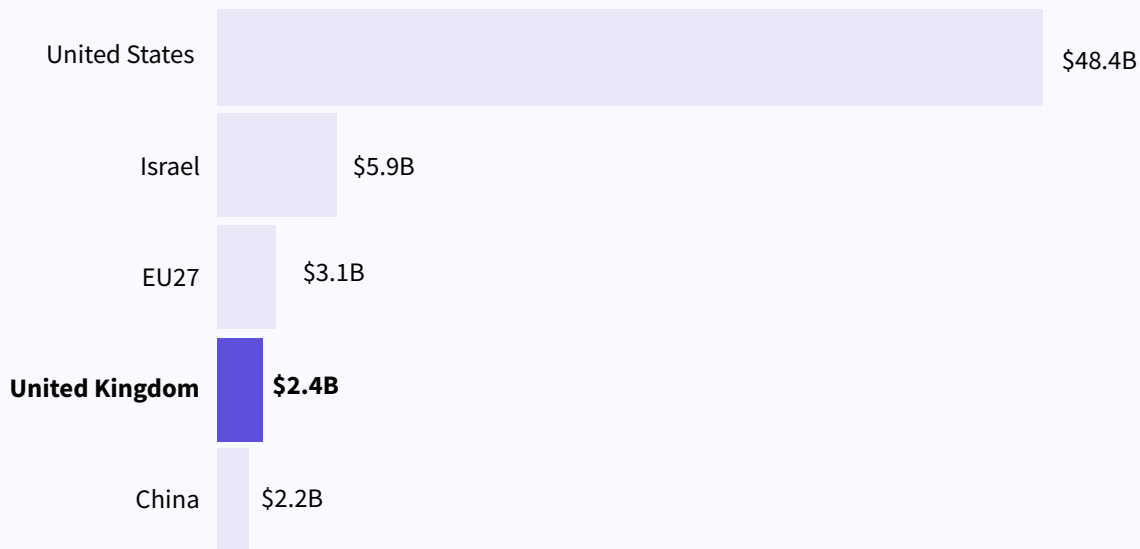 United States $48.4B
Israel $5.9B
EU27 $3.1B
United Kingdom $2.4B
China $2.2B